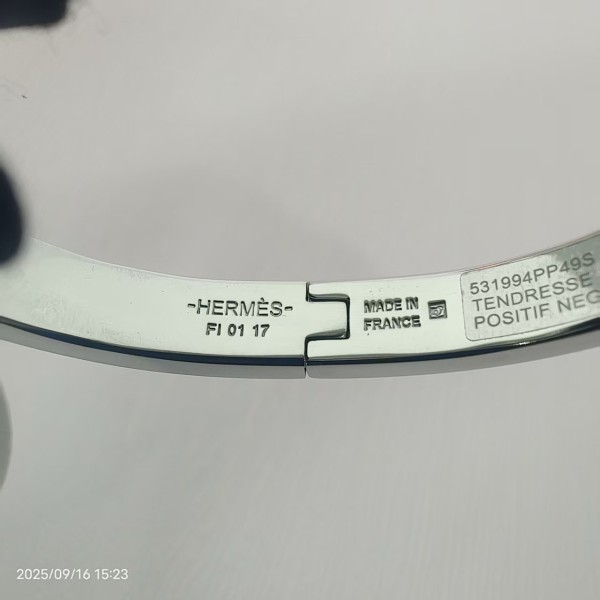 -HERMÈS-
FI 01 17
MADE IN
FRANCE
531994PP49S
TENDRESSE
POSITIF NEG
2025/09/16 15:23